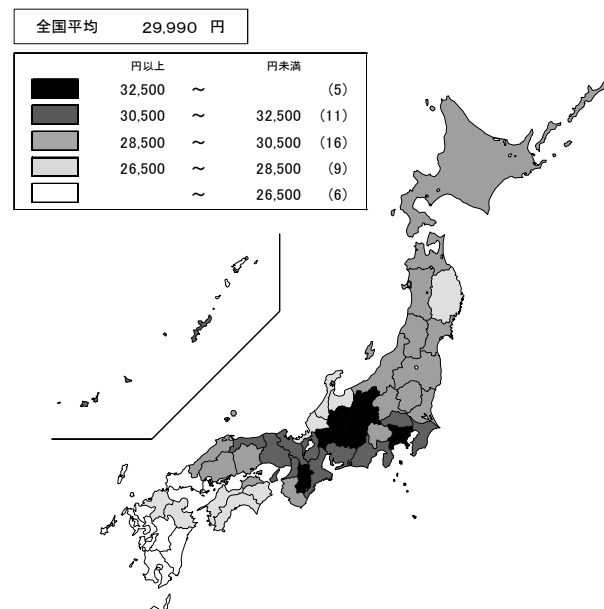 全国平均 29,990 円
円以上 円未満
32,500 ～ (5)
30,500 ～ 32,500 (11)
28,500 ～ 30,500 (16)
26,500 ～ 28,500 (9)
～ 26,500 (6)